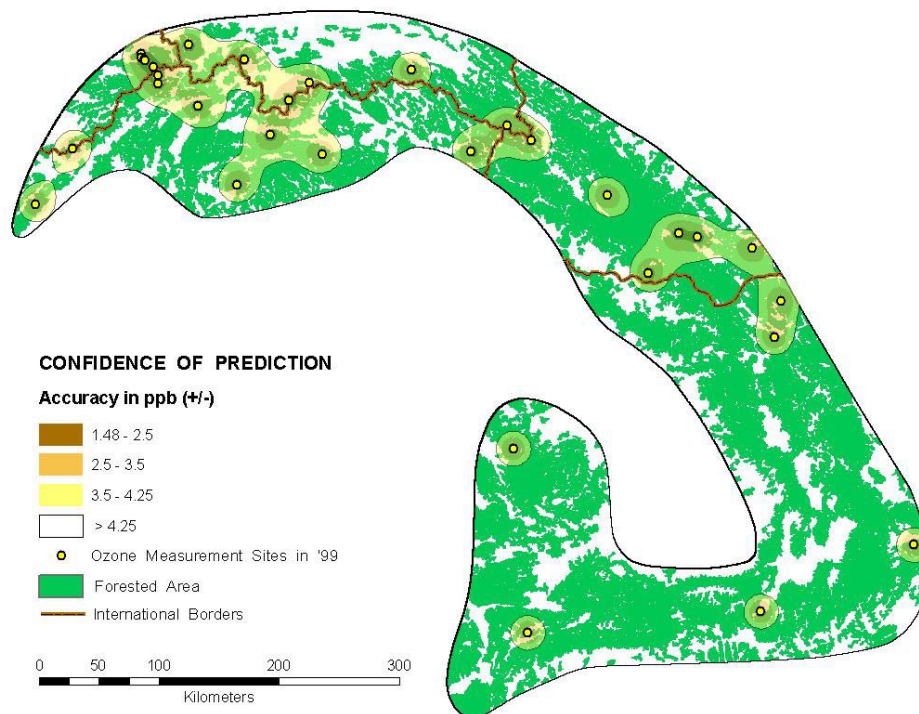 CONFIDENCE OF PREDICTION
Accuracy in ppb (+/-)
1.48 - 2.5
2.5 - 3.5
3.5 - 4.25
> 4.25
Ozone Measurement Sites in '99
Forested Area
International Borders
0 50 100 200 300
Kilometers